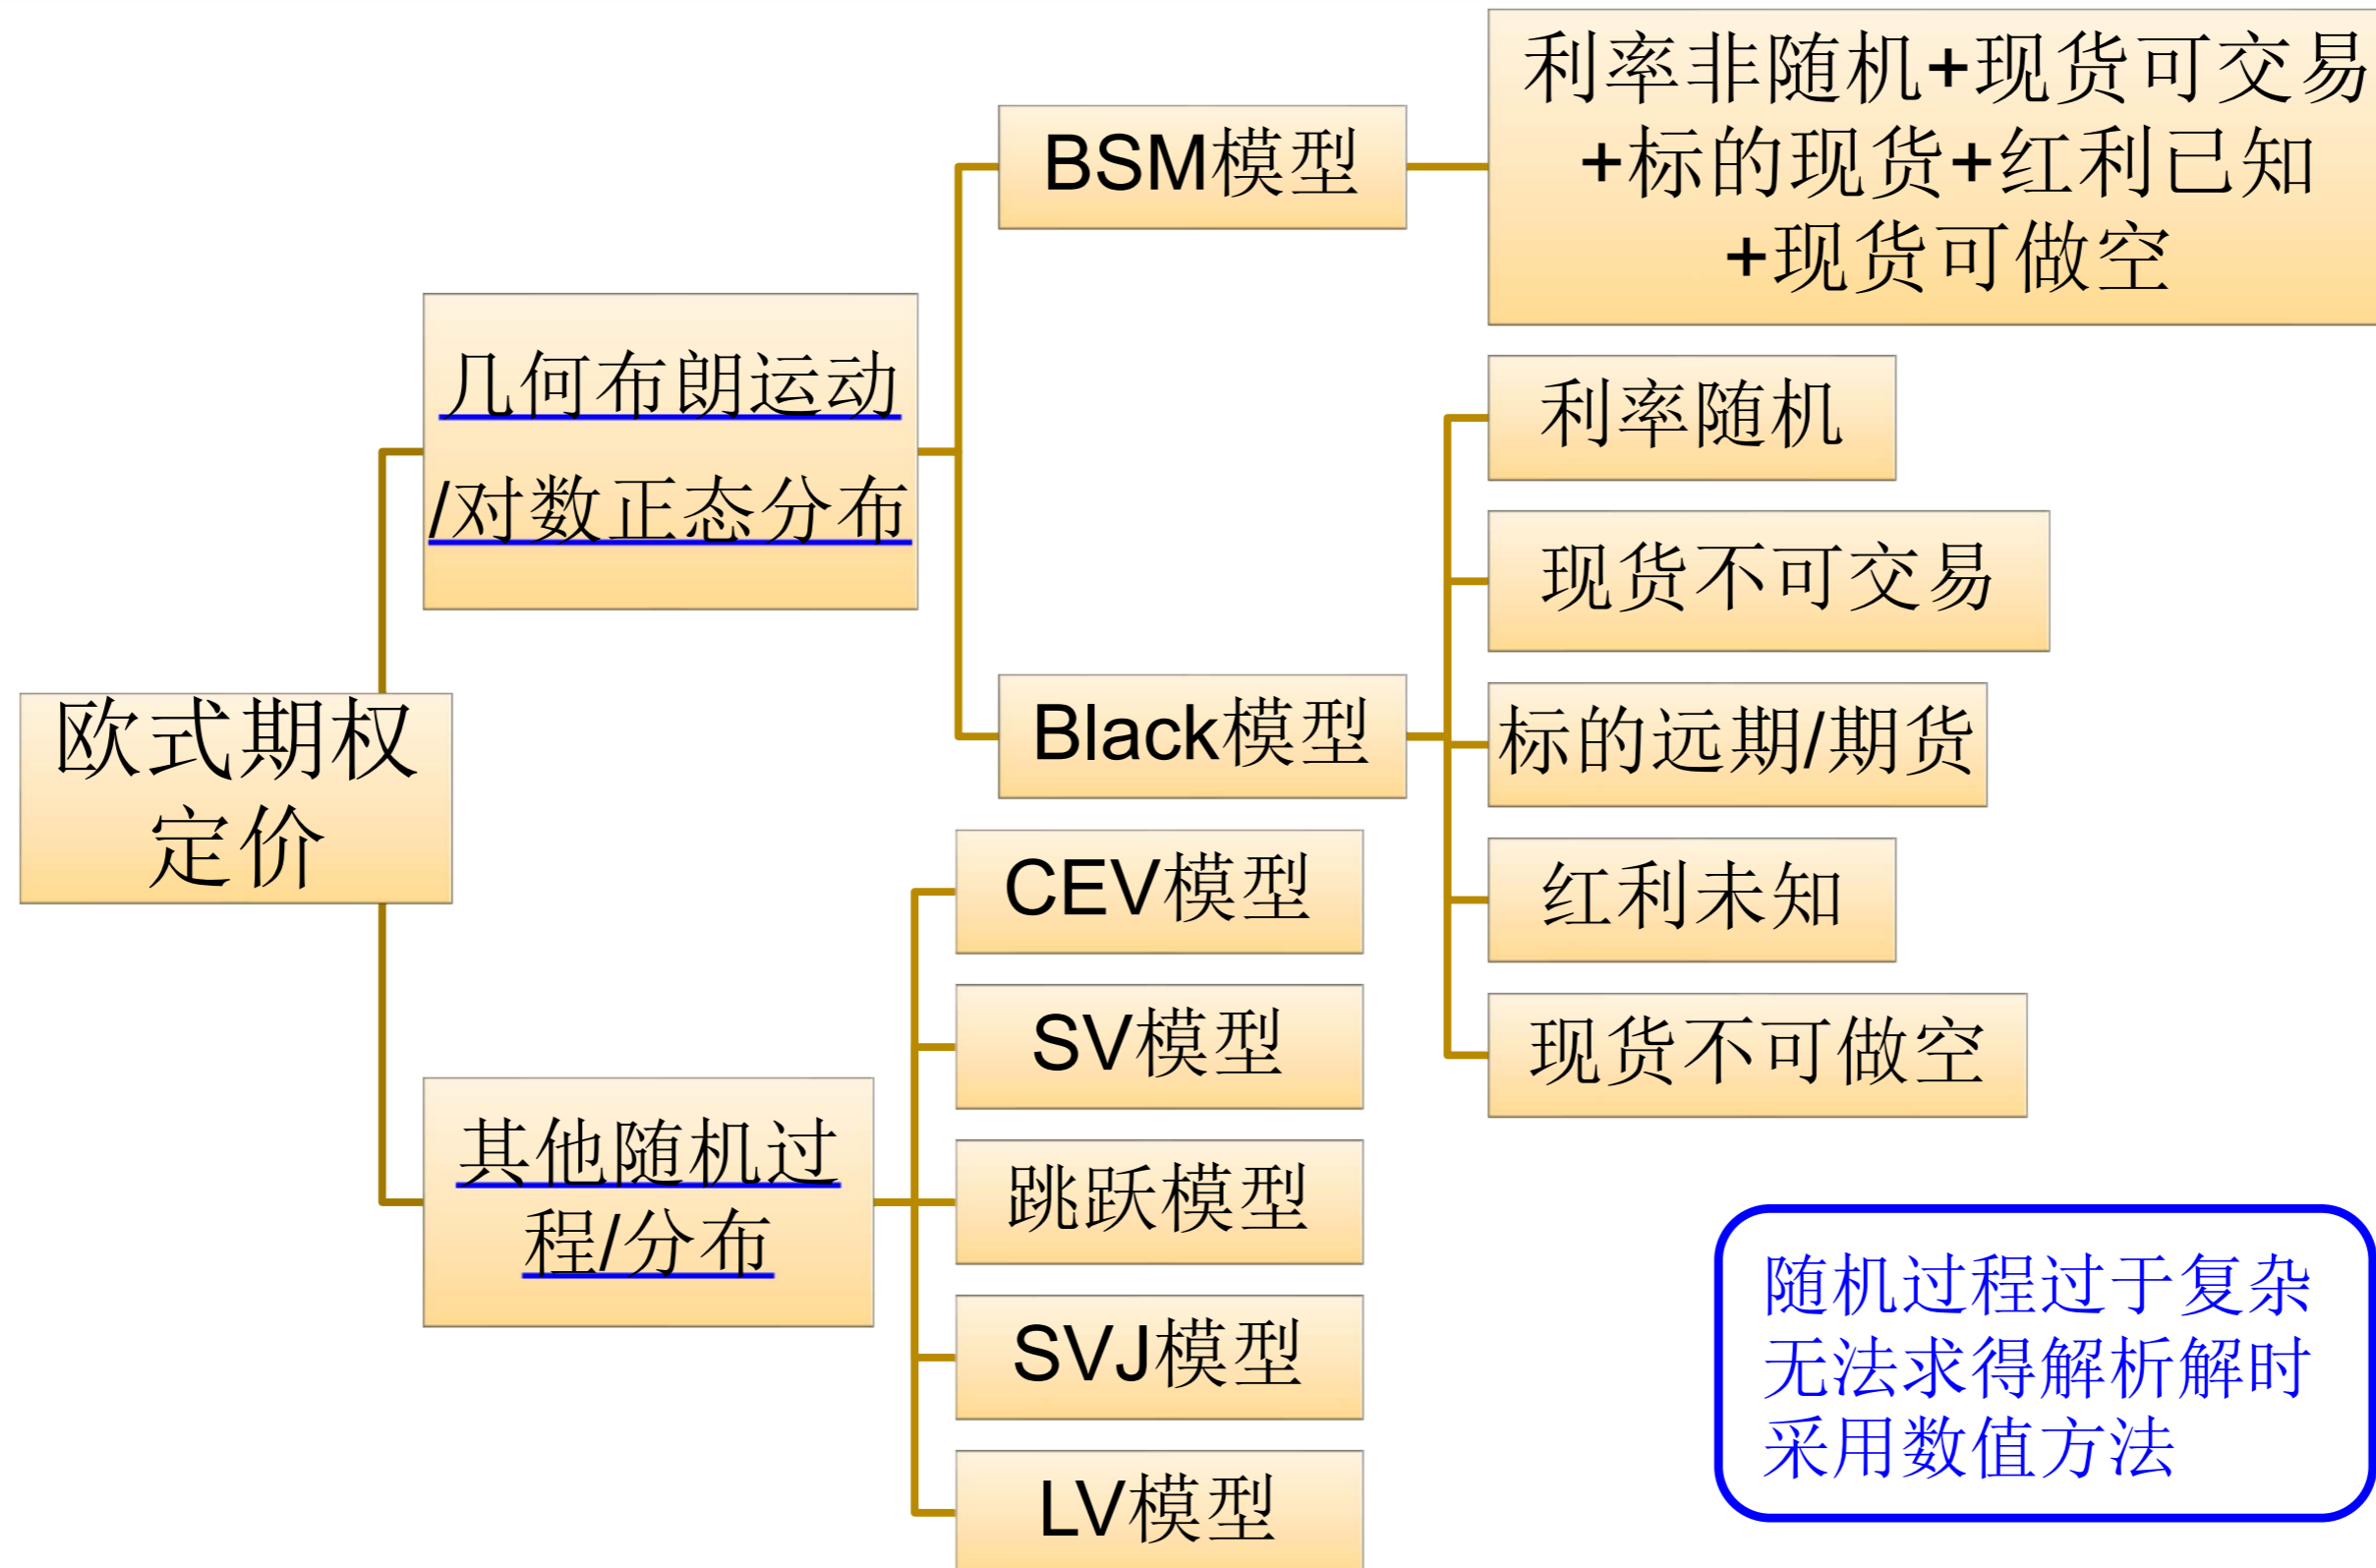 欧式期权
定价
几何布朗运动
/对数正态分布
BSM模型
利率非随机+现货可交易
+标的现货+红利已知
+现货可做空
Black模型
利率随机
现货不可交易
标的远期/期货
红利未知
现货不可做空
其他随机过
程/分布
CEV模型
SV模型
跳跃模型
SVJ模型
LV模型
随机过程过于复杂
无法求得解析解时
采用数值方法